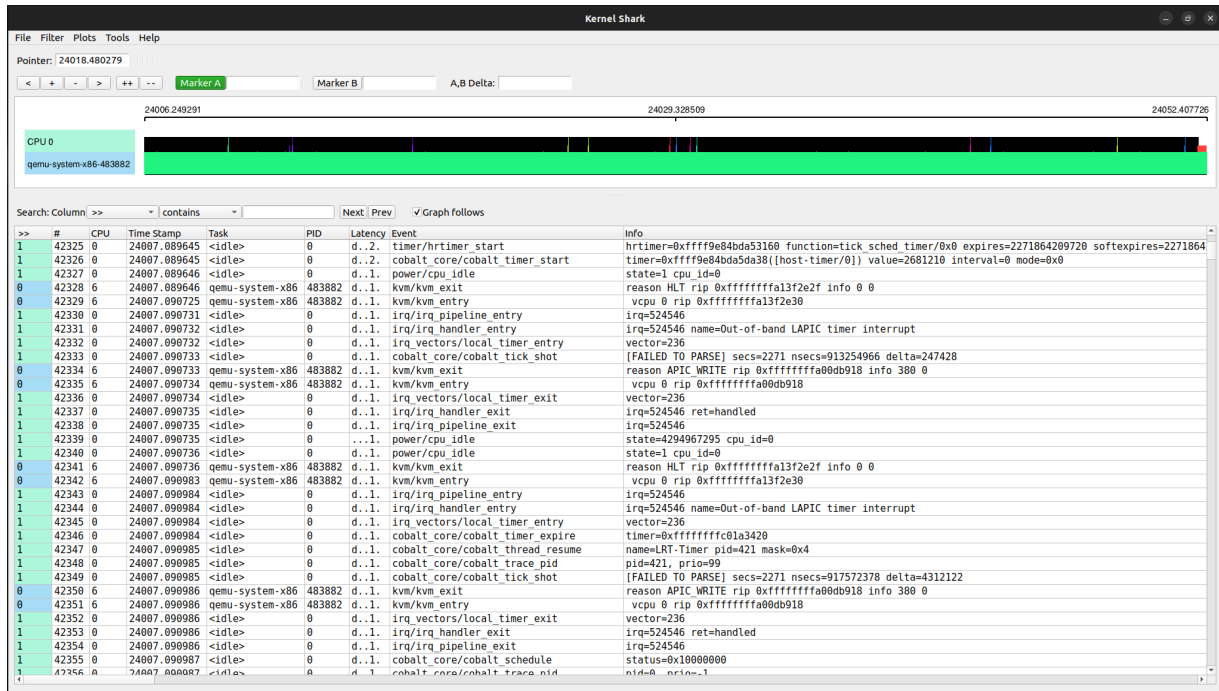 Kernel Shark
File Filter Plots Tools Help
Pointer: 24018.480279
< + - > ++ -- Marker A Marker B A,B Delta:
24006.249291 24029.328509 24052.407726
CPU 0
qemu-system-x86-483882
Search: Column >> contains Next Prev Graph follows
>> # CPU Time Stamp Task PID Latency Event Info
1 42325 0 24007.089645 <idle> 0 d..2. timer/hrtimer_start hrtimer=0xffff9e84bda53160 function=tick_sched_timer/0x0 expires=2271864209720 softexpires=2271864
1 42326 0 24007.089645 <idle> 0 d..2. cobalt_core/cobalt_timer_start timer=0xffff9e84bda5da38([host-timer/0]) value=2681210 interval=0 mode=0x0
1 42327 0 24007.089646 <idle> 0 d..1. power/cpu_idle state=1 cpu_id=0
0 42328 6 24007.089646 qemu-system-x86 483882 d..1. kvm/kvm_exit reason HLT rip 0xffffffffa13f2e2f info 0 0
0 42329 6 24007.090725 qemu-system-x86 483882 d..1. kvm/kvm_entry vcpu 0 rip 0xffffffffa13f2e30
1 42330 0 24007.090731 <idle> 0 d..1. irq/irq_pipeline_entry irq=524546
1 42331 0 24007.090732 <idle> 0 d..1. irq/irq_handler_entry irq=524546 name=Out-of-band LAPIC timer interrupt
1 42332 0 24007.090732 <idle> 0 d..1. irq_vectors/local_timer_entry vector=236
1 42333 0 24007.090733 <idle> 0 d..1. cobalt_core/cobalt_tick_shot [FAILED TO PARSE] secs=2271 nsecs=913254966 delta=247428
0 42334 6 24007.090733 qemu-system-x86 483882 d..1. kvm/kvm_exit reason APIC_WRITE rip 0xffffffffa00db918 info 380 0
0 42335 6 24007.090734 qemu-system-x86 483882 d..1. kvm/kvm_entry vcpu 0 rip 0xffffffffa00db918
1 42336 0 24007.090734 <idle> 0 d..1. irq_vectors/local_timer_exit vector=236
1 42337 0 24007.090735 <idle> 0 d..1. irq/irq_handler_exit irq=524546 ret=handled
1 42338 0 24007.090735 <idle> 0 d..1. irq/irq_pipeline_exit irq=524546
1 42339 0 24007.090735 <idle> 0 ...1. power/cpu_idle state=4294967295 cpu_id=0
1 42340 0 24007.090736 <idle> 0 d..1. power/cpu_idle state=1 cpu_id=0
0 42341 6 24007.090736 qemu-system-x86 483882 d..1. kvm/kvm_exit reason HLT rip 0xffffffffa13f2e2f info 0 0
0 42342 6 24007.090983 qemu-system-x86 483882 d..1. kvm/kvm_entry vcpu 0 rip 0xffffffffa13f2e30
1 42343 0 24007.090984 <idle> 0 d..1. irq/irq_pipeline_entry irq=524546
1 42344 0 24007.090984 <idle> 0 d..1. irq/irq_handler_entry irq=524546 name=Out-of-band LAPIC timer interrupt
1 42345 0 24007.090984 <idle> 0 d..1. irq_vectors/local_timer_entry vector=236
1 42346 0 24007.090984 <idle> 0 d..1. cobalt_core/cobalt_timer_expire timer=0xffffffffc01a3420
1 42347 0 24007.090985 <idle> 0 d..1. cobalt_core/cobalt_thread_resume name=LRT-Timer pid=421 mask=0x4
1 42348 0 24007.090985 <idle> 0 d..1. cobalt_core/cobalt_trace_pid pid=421, prio=99
1 42349 0 24007.090985 <idle> 0 d..1. cobalt_core/cobalt_tick_shot [FAILED TO PARSE] secs=2271 nsecs=917572378 delta=4312122
0 42350 6 24007.090986 qemu-system-x86 483882 d..1. kvm/kvm_exit reason APIC_WRITE rip 0xffffffffa00db918 info 380 0
0 42351 6 24007.090986 qemu-system-x86 483882 d..1. kvm/kvm_entry vcpu 0 rip 0xffffffffa00db918
1 42352 0 24007.090986 <idle> 0 d..1. irq_vectors/local_timer_exit vector=236
1 42353 0 24007.090986 <idle> 0 d..1. irq/irq_handler_exit irq=524546 ret=handled
1 42354 0 24007.090986 <idle> 0 d..1. irq/irq_pipeline_exit irq=524546
1 42355 0 24007.090987 <idle> 0 d..1. cobalt_core/cobalt_schedule status=0x10000000
1 42356 0 24007.090987 <idle> 0 d..1. cobalt_core/cobalt_trace_pid pid=0, prio=-1